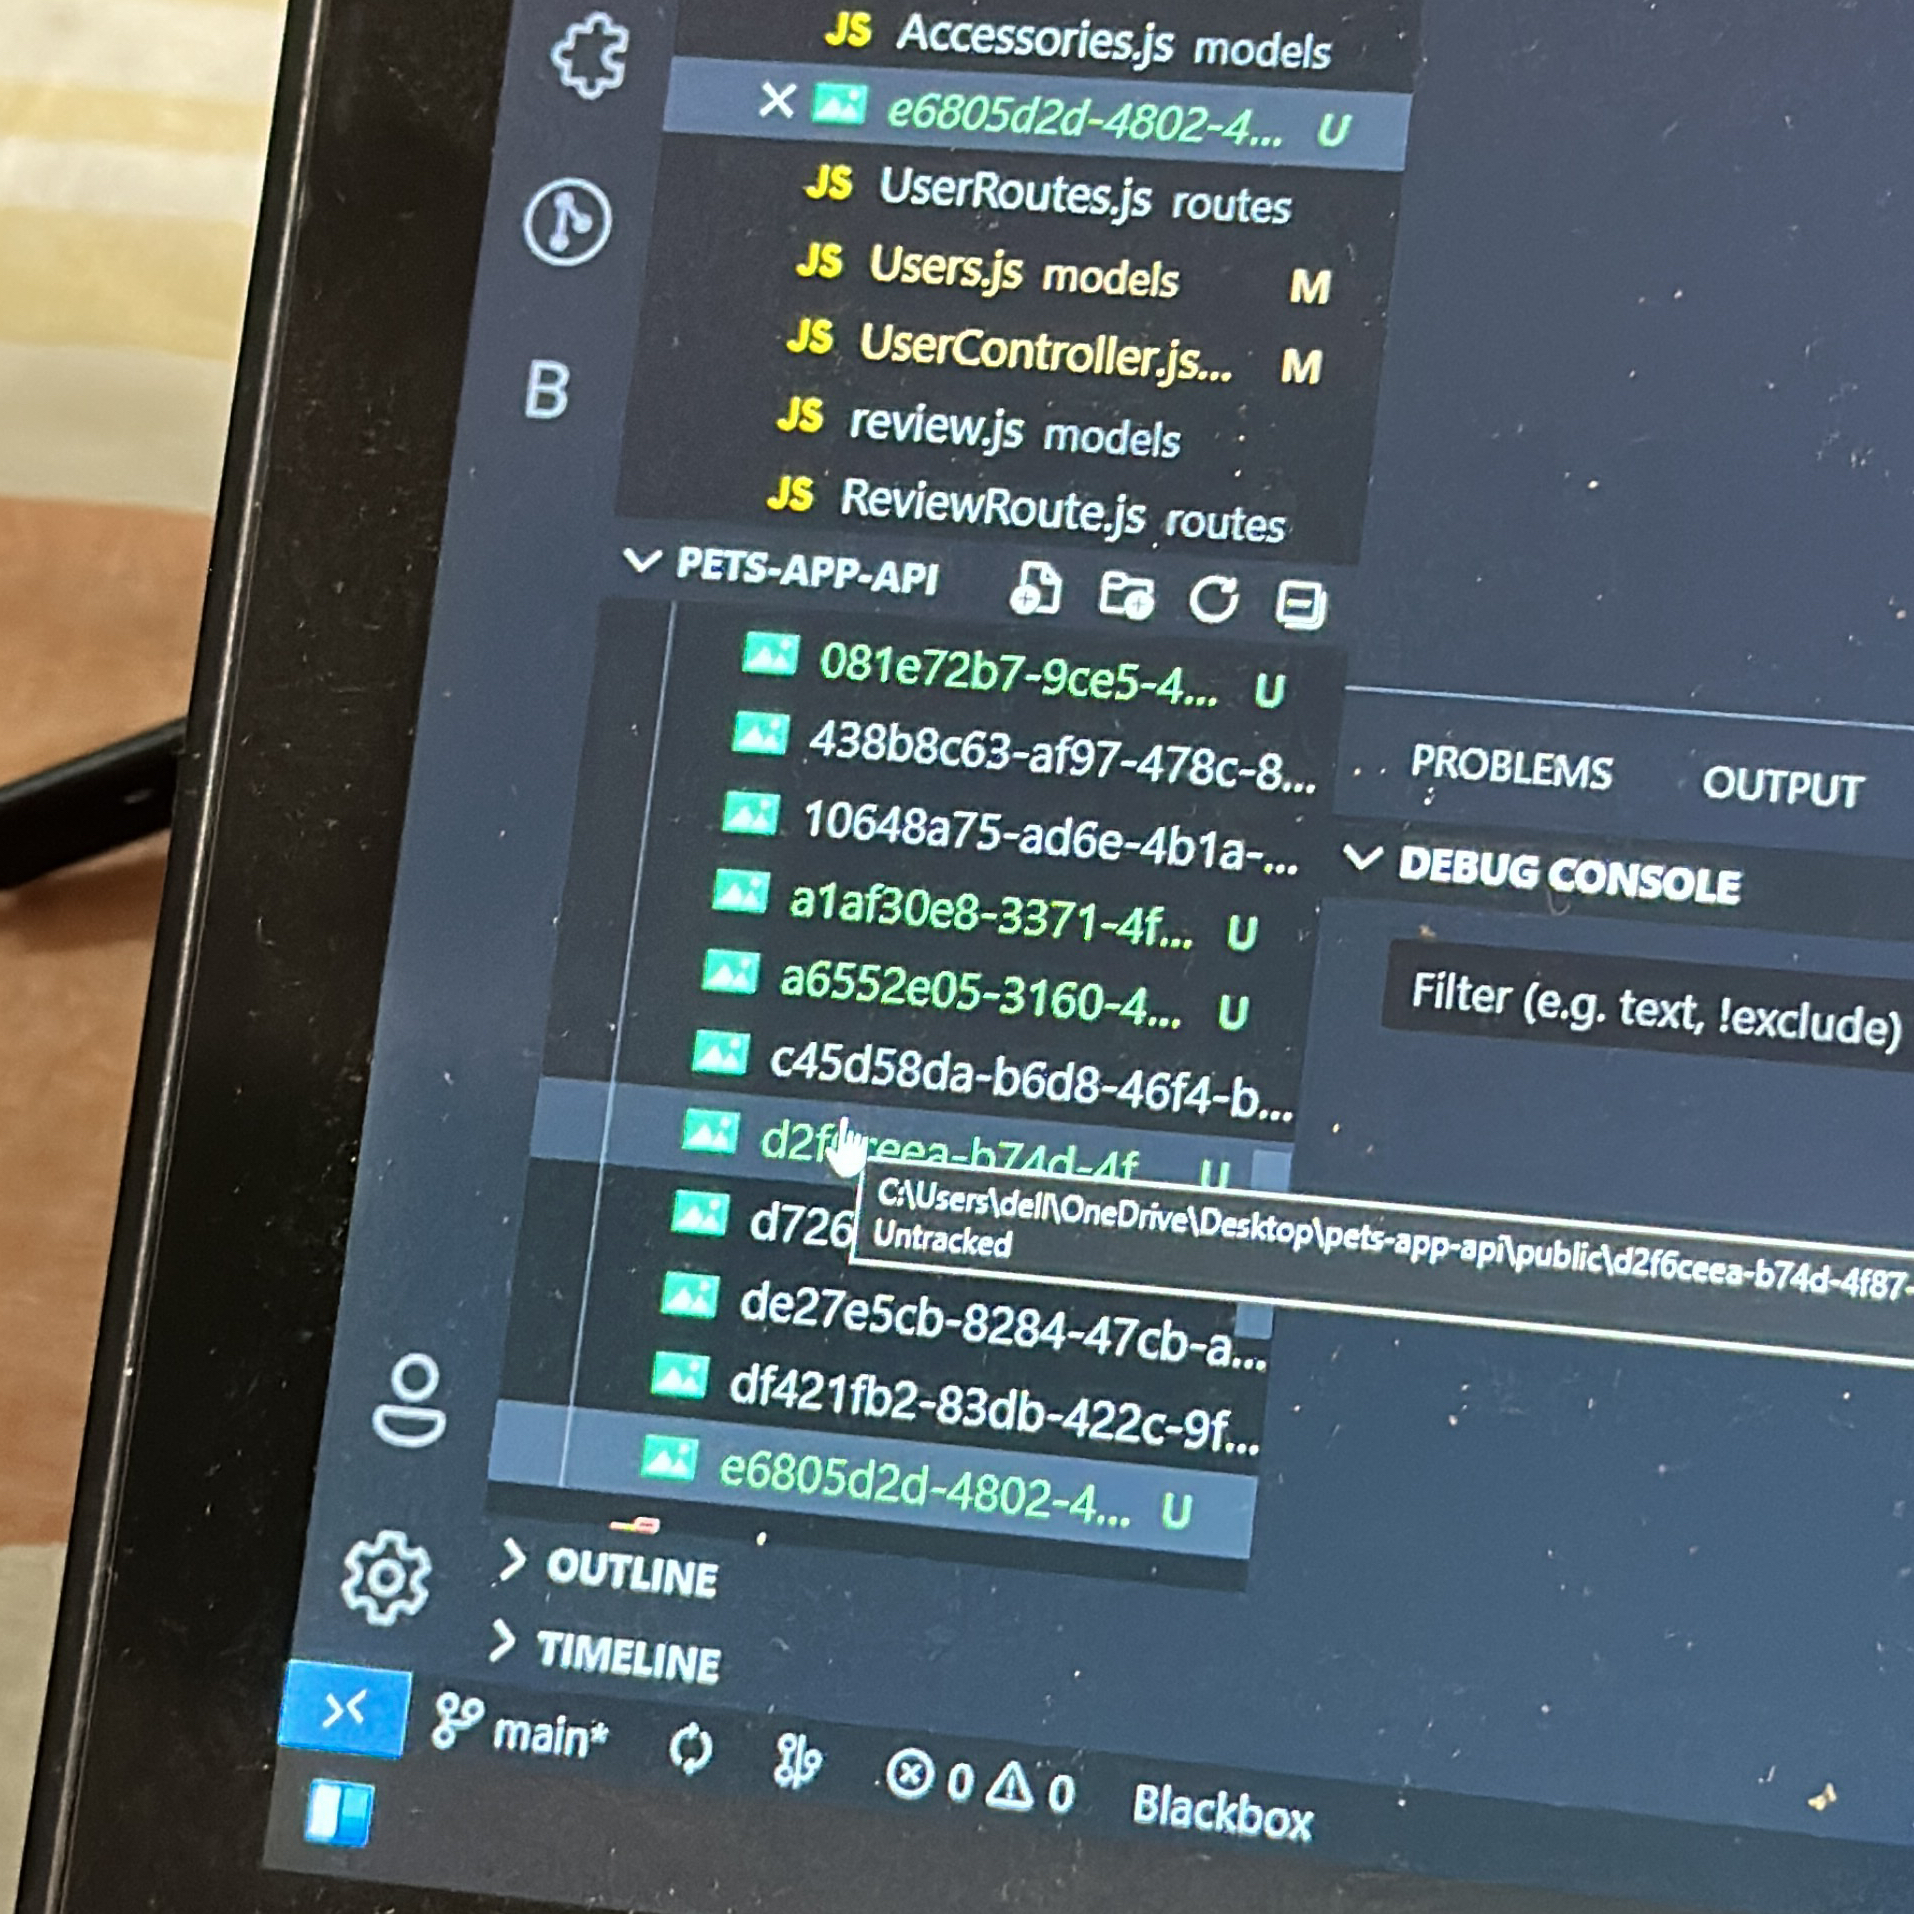 JS Accessories.js models
e6805d2d-4802-4... U
JS UserRoutes.js routes
JS Users.js models M
B
JS UserController.js... M
JS review.js models
JS ReviewRoute.js routes
PETS-APP-API
081e72b7-9ce5-4... U
438b8c63-af97-478c-8...
10648a75-ad6e-4b1a-...
a1af30e8-3371-4f... U
a6552e05-3160-4... U
c45d58da-b6d8-46f4-b...
d2f ceea-b74d-4f U
d726
C:\Users\dell\OneDrive\Desktop\pets-app-api\public\d2f6ceea-b74d-4f87-
Untracked
de27e5cb-8284-47cb-a...
df421fb2-83db-422c-9f...
e6805d2d-4802-4... U
OUTLINE
TIMELINE
main* 0 0 Blackbox
PROBLEMS OUTPUT
DEBUG CONSOLE
Filter (e.g. text, !exclude)